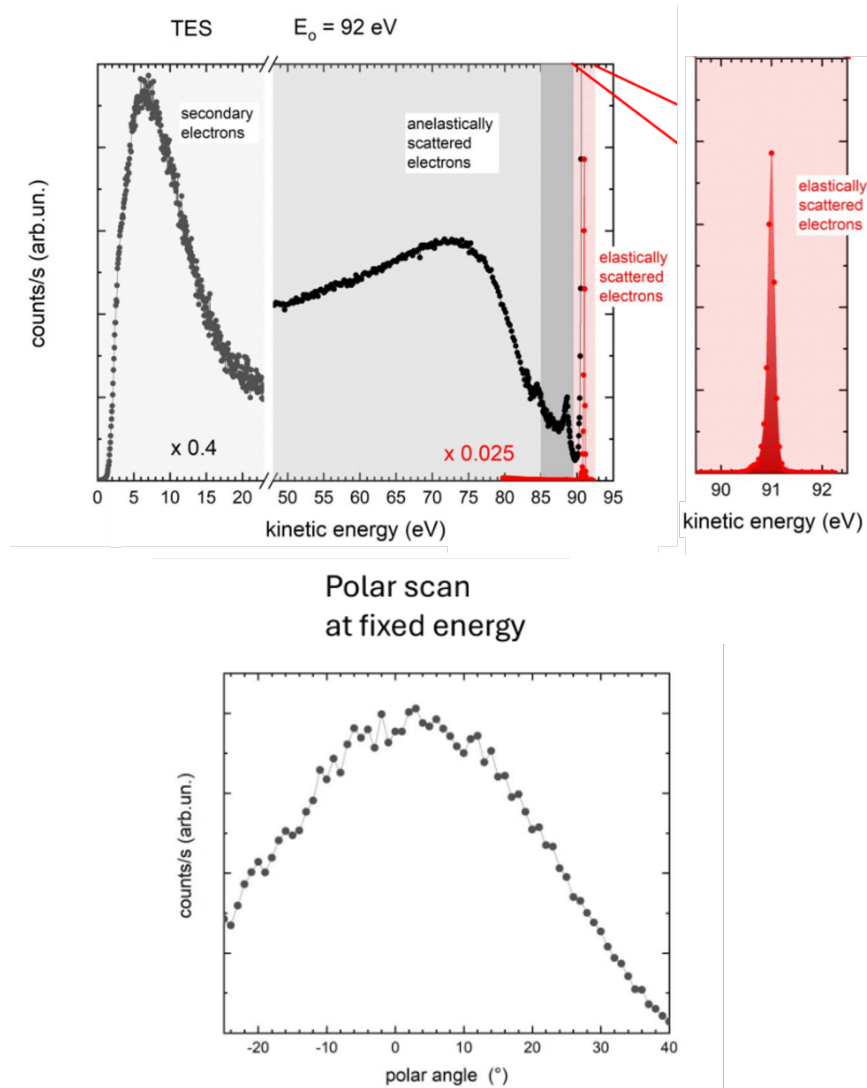 TES
E₀ = 92 eV
secondary
electrons
anelastically
scattered
electrons
elastically
scattered
electrons
x 0.4
x 0.025
counts/s (arb.un.)
0 5 10 15 20 50 55 60 65 70 75 80 85 90 95
kinetic energy (eV)
elastically
scattered
electrons
90 91 92
kinetic energy (eV)
Polar scan
at fixed energy
counts/s (arb.un.)
-20 -10 0 10 20 30 40
polar angle (°)